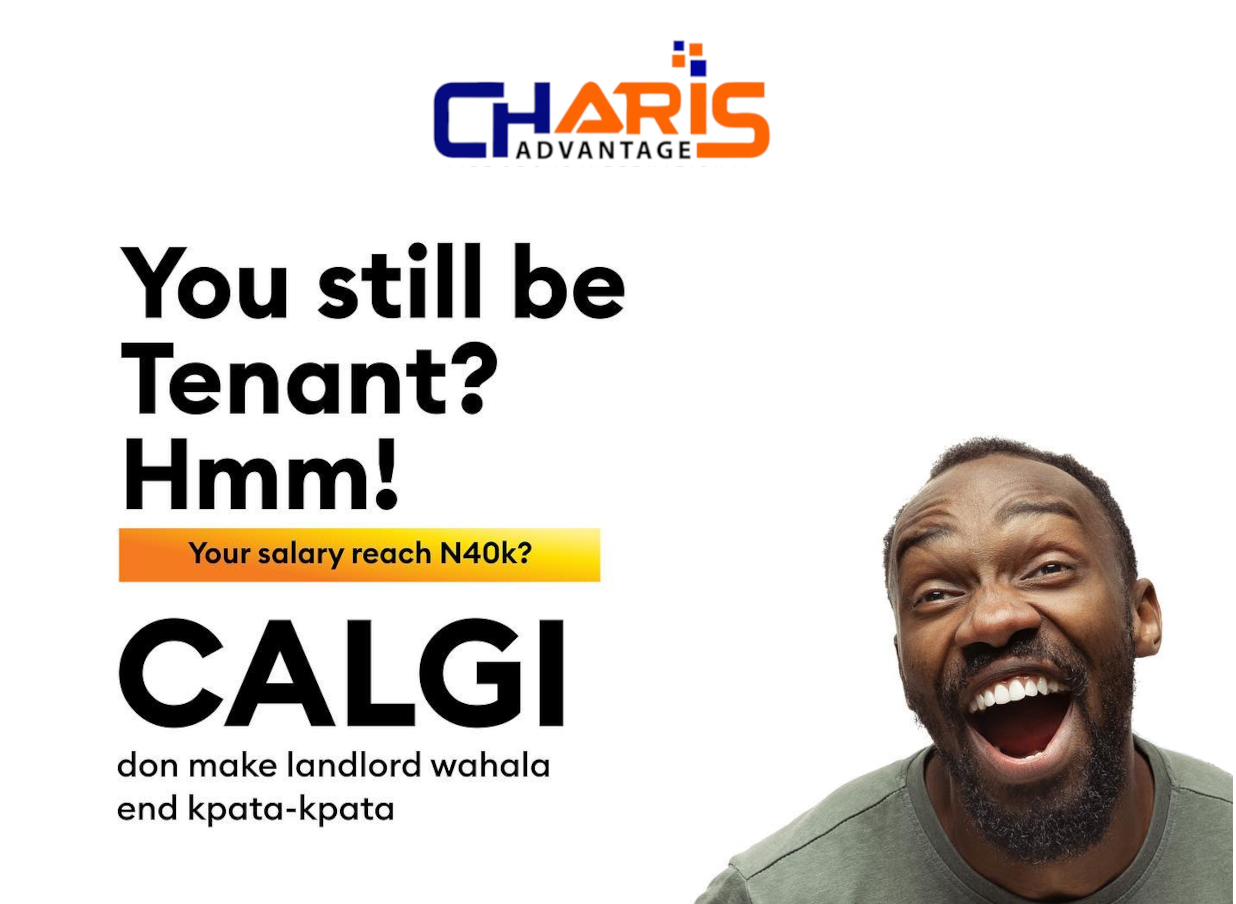 CHARIS
ADVANTAGE
You still be
Tenant?
Hmm!
Your salary reach N40k?
CALGI
don make landlord wahala
end kpata-kpata